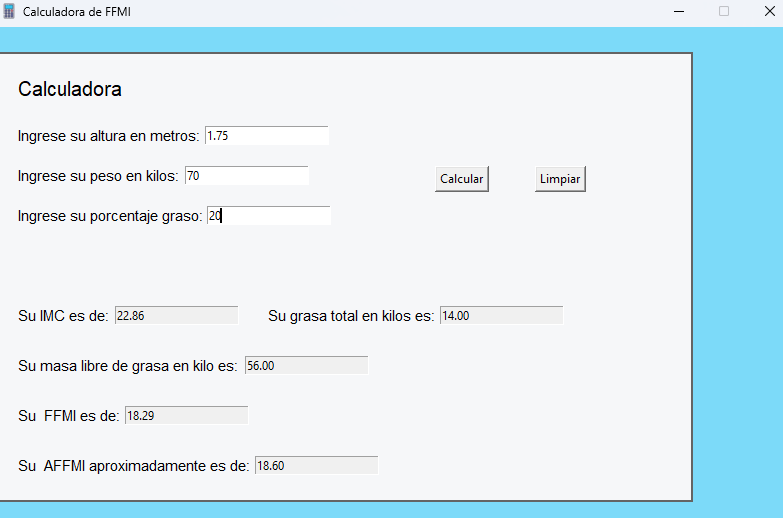 Calculadora de FFMI
Calculadora
Ingrese su altura en metros: 1.75
Ingrese su peso en kilos: 70
Calcular Limpiar
Ingrese su porcentaje graso: 20
Su IMC es de: 22.86 Su grasa total en kilos es: 14.00
Su masa libre de grasa en kilo es: 56.00
Su FFMI es de: 18.29
Su AFFMI aproximadamente es de: 18.60